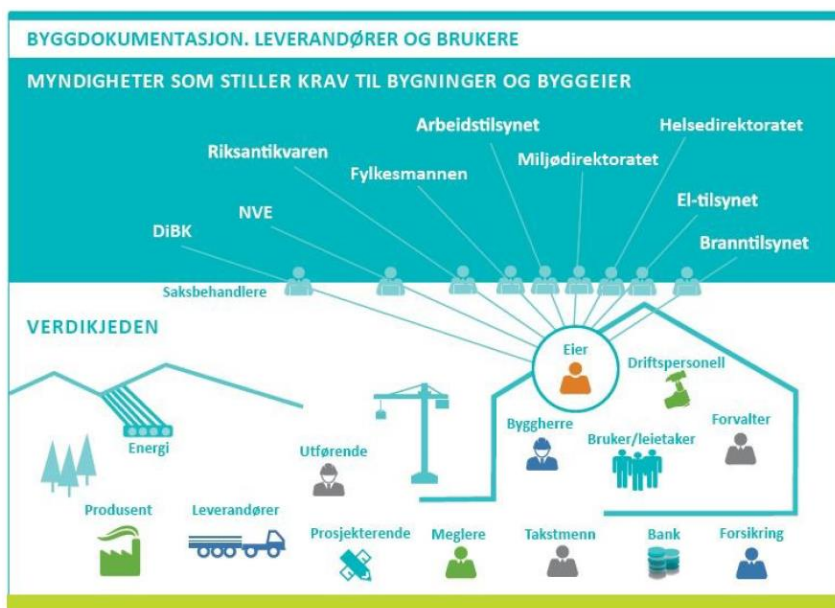 BYGGDOKUMENTASJON. LEVERANDØRER OG BRUKERE
MYNDIGHETER SOM STILLER KRAV TIL BYGNINGER OG BYGGEIER
Arbeidstilsynet
Helsedirektoratet
Riksantikvaren
Miljødirektoratet
Fylkesmannen
El-tilsynet
NVE
DiBK
Branntilsynet
Saksbehandlere
VERDIKJEDEN
Eier
Driftspersonell
Byggherre
Forvalter
Bruker/leietaker
Energi
Utførende
Produsent
Leverandører
Prosjekterende
Meglere
Takstmenn
Bank
Forsikring